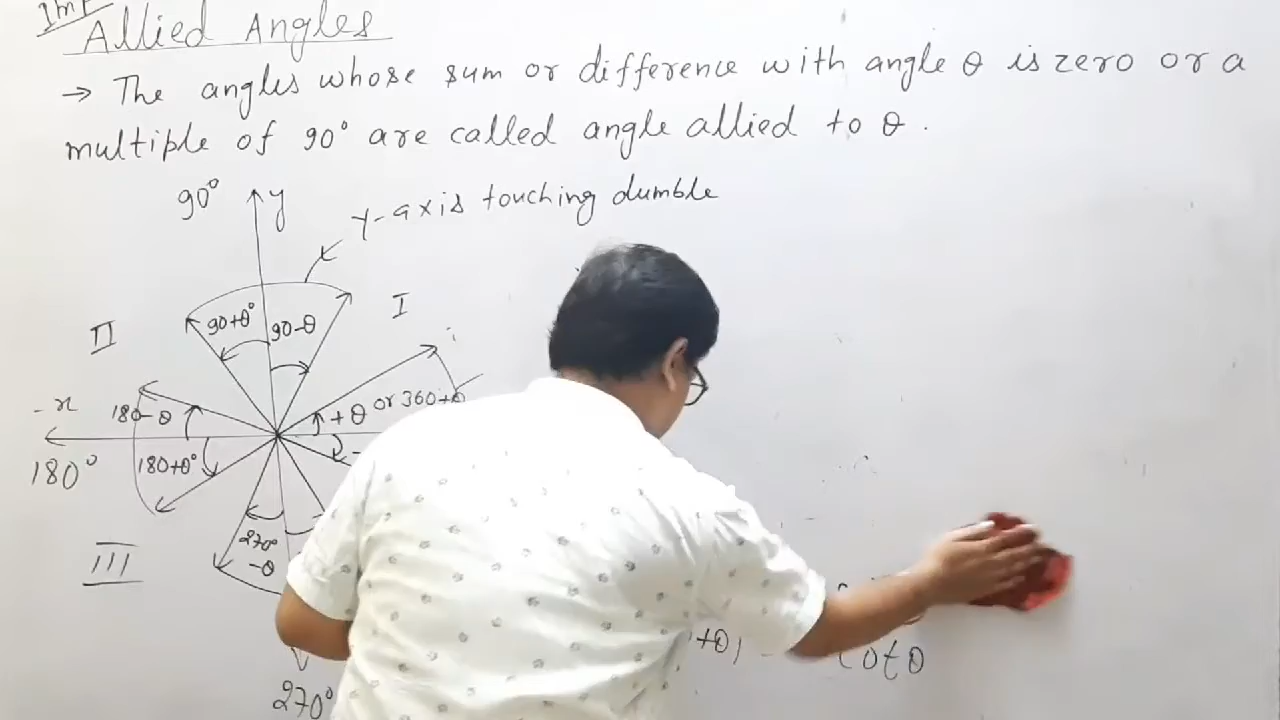 Imp
Allied Angles
→ The angles whose sum or difference with angle θ is zero or a
multiple of 90° are called angle allied to θ.
90°
y
Y-axis touching dumble
I
II
90+θ°
90-θ
-x
180-θ
+θ or 360+θ
180°
180+θ°
III
270°
-θ
+θ)
Cotθ
270°